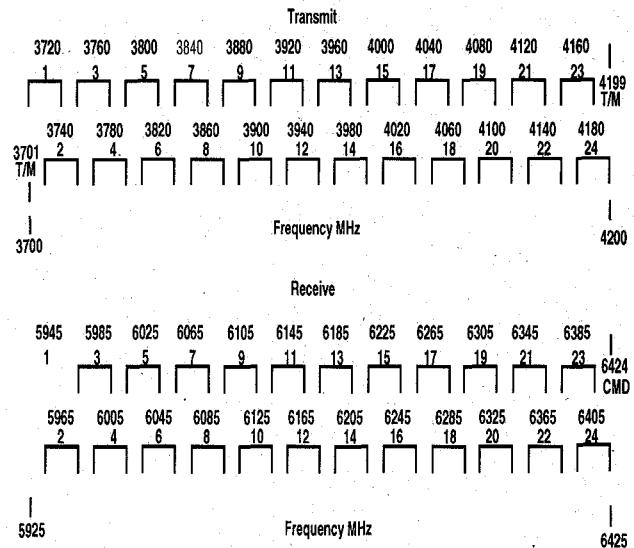 Transmit
3720 3760 3800 3840 3880 3920 3960 4000 4040 4080 4120 4160
1 3 5 7 9 11 13 15 17 19 21 23
4199
T/M
3740 3780 3820 3860 3900 3940 3980 4020 4060 4100 4140 4180
3701
T/M
2 4 6 8 10 12 14 16 18 20 22 24
3700 Frequency MHz 4200
Receive
5945 5985 6025 6065 6105 6145 6185 6225 6265 6305 6345 6385
1 3 5 7 9 11 13 15 17 19 21 23
6424
CMD
5965 6005 6045 6085 6125 6165 6205 6245 6285 6325 6365 6405
2 4 6 8 10 12 14 16 18 20 22 24
5925 Frequency MHz 6425